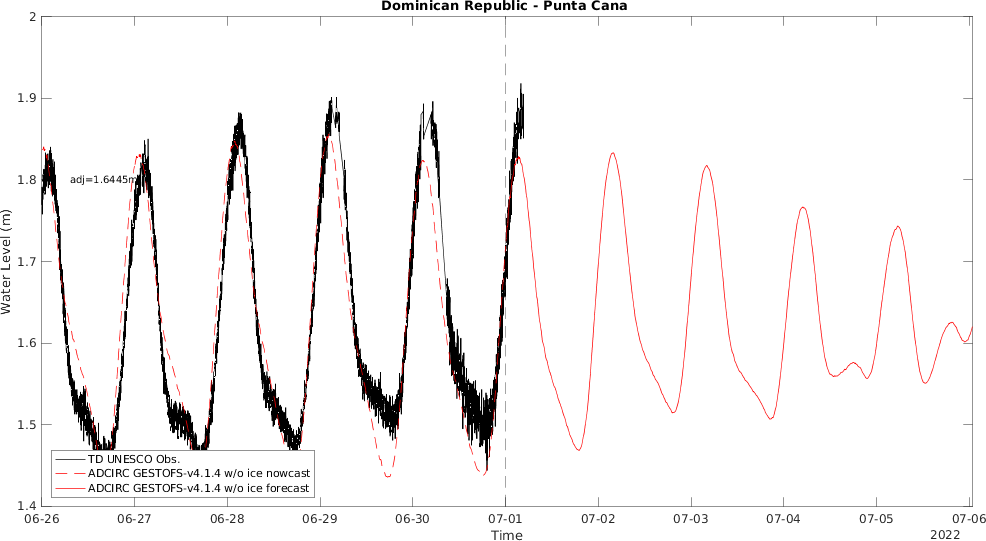 Dominican Republic - Punta Cana
Water Level (m)
2
1.9
1.8
1.7
1.6
1.5
1.4
adj=1.6445m
TD UNESCO Obs.
ADCIRC GESTOFS-v4.1.4 w/o ice nowcast
ADCIRC GESTOFS-v4.1.4 w/o ice forecast
06-26 06-27 06-28 06-29 06-30 07-01 07-02 07-03 07-04 07-05 07-06
Time
2022